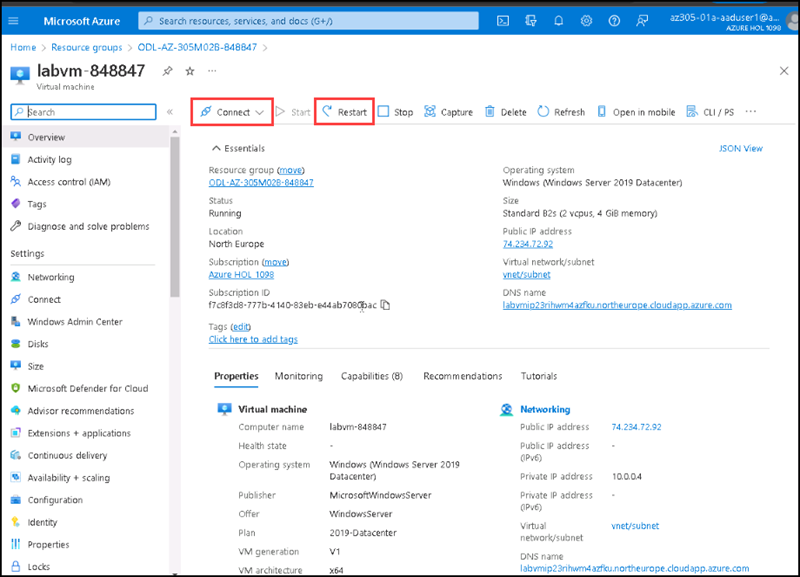 Microsoft Azure
Search resources, services, and docs (G+/)
az305-01a-aaduser1@a...
AZURE HOL 1098
Home > Resource groups > ODL-AZ-305M02B-848847 >
labvm-848847
Virtual machine
Search
Connect
Start
Restart
Stop
Capture
Delete
Refresh
Open in mobile
CLI / PS
Overview
Activity log
Access control (IAM)
Tags
Diagnose and solve problems
Settings
Networking
Connect
Windows Admin Center
Disks
Size
Microsoft Defender for Cloud
Advisor recommendations
Extensions + applications
Continuous delivery
Availability + scaling
Configuration
Identity
Properties
Locks
Essentials
JSON View
Resource group (move)
ODL-AZ-305M02B-848847
Status
Running
Location
North Europe
Subscription (move)
Azure HOL 1098
Subscription ID
f7c8f3d8-777b-4140-83eb-e44ab7080bac
Tags (edit)
Click here to add tags
Operating system
Windows (Windows Server 2019 Datacenter)
Size
Standard B2s (2 vcpus, 4 GiB memory)
Public IP address
74.234.72.92
Virtual network/subnet
vnet/subnet
DNS name
labvmip23rihwm4azfku.northeurope.cloudapp.azure.com
Properties
Monitoring
Capabilities (8)
Recommendations
Tutorials
Virtual machine
Computer name labvm-848847
Health state -
Operating system Windows (Windows Server 2019
Datacenter)
Publisher MicrosoftWindowsServer
Offer WindowsServer
Plan 2019-Datacenter
VM generation V1
VM architecture x64
Networking
Public IP address 74.234.72.92
Public IP address -
(IPv6)
Private IP address 10.0.0.4
Private IP address -
(IPv6)
Virtual vnet/subnet
network/subnet
DNS name
labvmip23rihwm4azfku.northeurope.cloudapp.azure.com